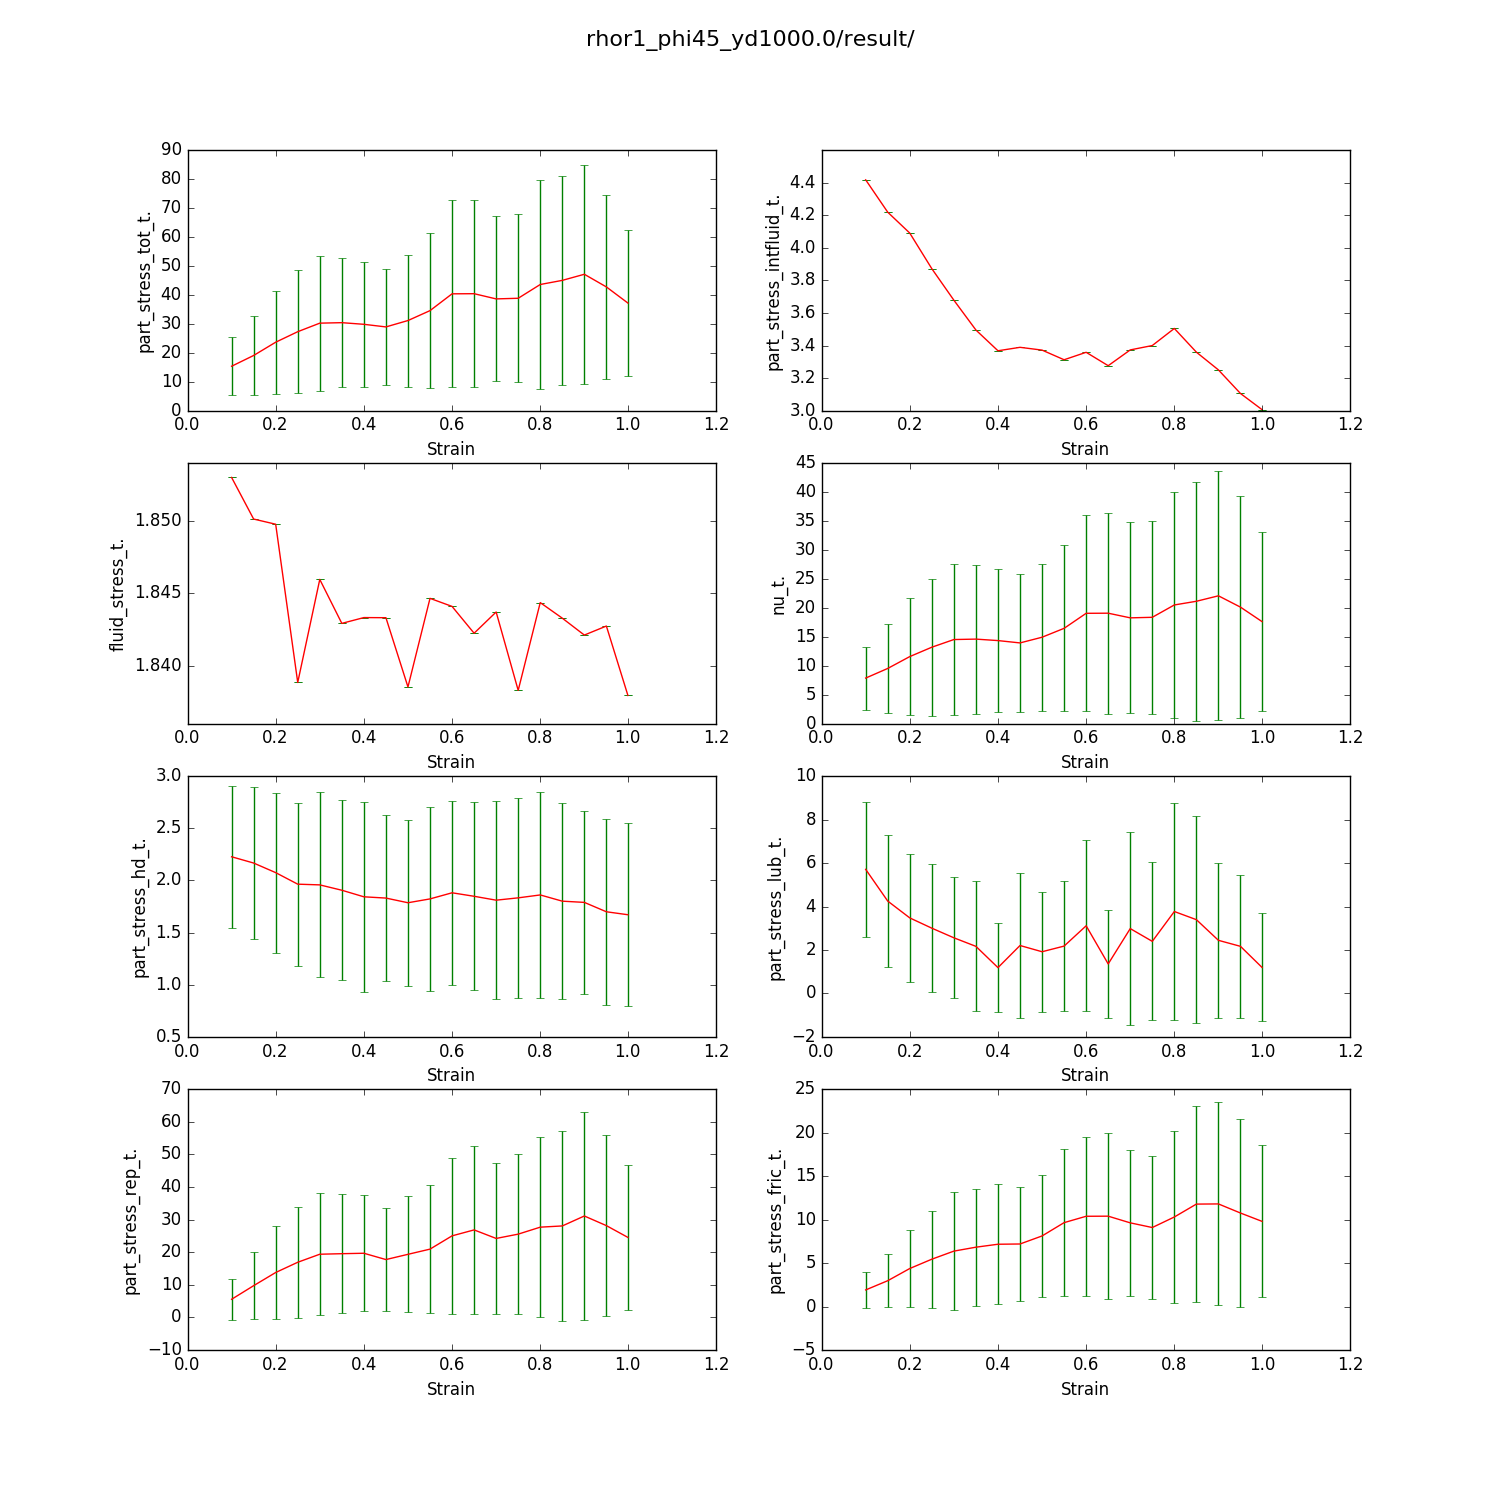 rhor1_phi45_yd1000.0/result/
90
80
70
60
50
40
30
20
10
0
part_stress_tot_t.
0.0 0.2 0.4 0.6 0.8 1.0 1.2
Strain
4.4
4.2
4.0
3.8
3.6
3.4
3.2
3.0
part_stress_intfluid_t.
0.0 0.2 0.4 0.6 0.8 1.0 1.2
Strain
1.850
1.845
1.840
fluid_stress_t.
0.0 0.2 0.4 0.6 0.8 1.0 1.2
Strain
45
40
35
30
25
20
15
10
5
0
nu_t.
0.0 0.2 0.4 0.6 0.8 1.0 1.2
Strain
3.0
2.5
2.0
1.5
1.0
0.5
part_stress_hd_t.
0.0 0.2 0.4 0.6 0.8 1.0 1.2
Strain
10
8
6
4
2
0
−2
part_stress_lub_t.
0.0 0.2 0.4 0.6 0.8 1.0 1.2
Strain
70
60
50
40
30
20
10
0
−10
part_stress_rep_t.
0.0 0.2 0.4 0.6 0.8 1.0 1.2
Strain
25
20
15
10
5
0
−5
part_stress_fric_t.
0.0 0.2 0.4 0.6 0.8 1.0 1.2
Strain